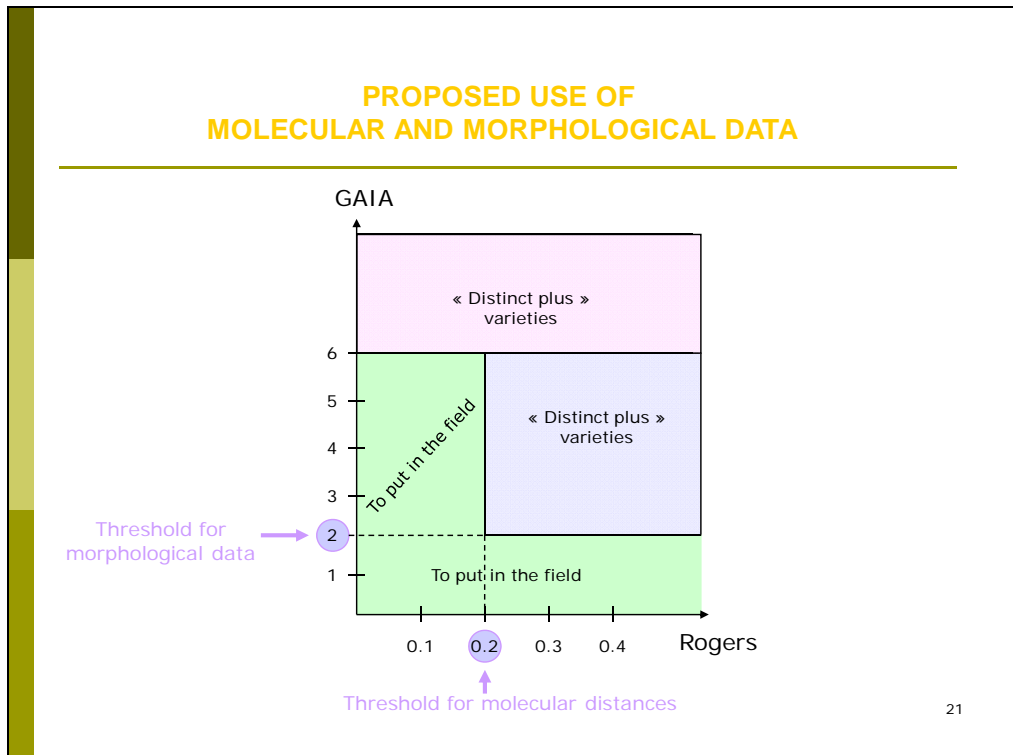 PROPOSED USE OF
MOLECULAR AND MORPHOLOGICAL DATA
GAIA
« Distinct plus »
varieties
6
5
4
3
2
1
« Distinct plus »
varieties
To put in the field
Threshold for
morphological data
To put in the field
0.1
0.2
0.3
0.4
Rogers
Threshold for molecular distances
21